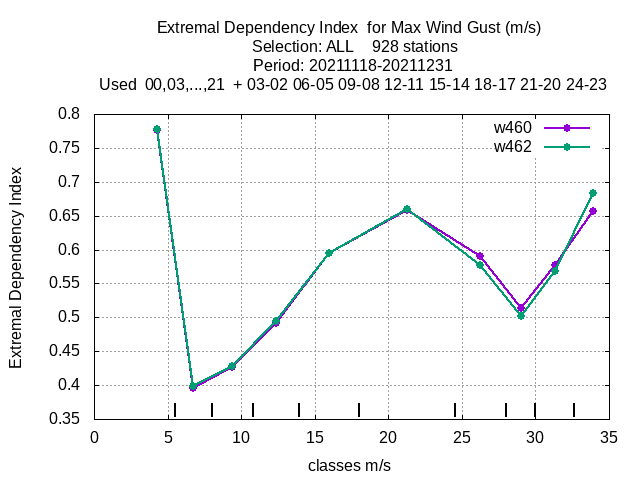 Extremal Dependency Index  for Max Wind Gust (m/s)
Selection: ALL    928 stations
Period: 20211118-20211231
Used  00,03,...,21  + 03-02 06-05 09-08 12-11 15-14 18-17 21-20 24-23
w460
w462
0.8
0.75
0.7
0.65
0.6
0.55
0.5
0.45
0.4
0.35
Extremal Dependency Index
0 5 10 15 20 25 30 35
classes m/s